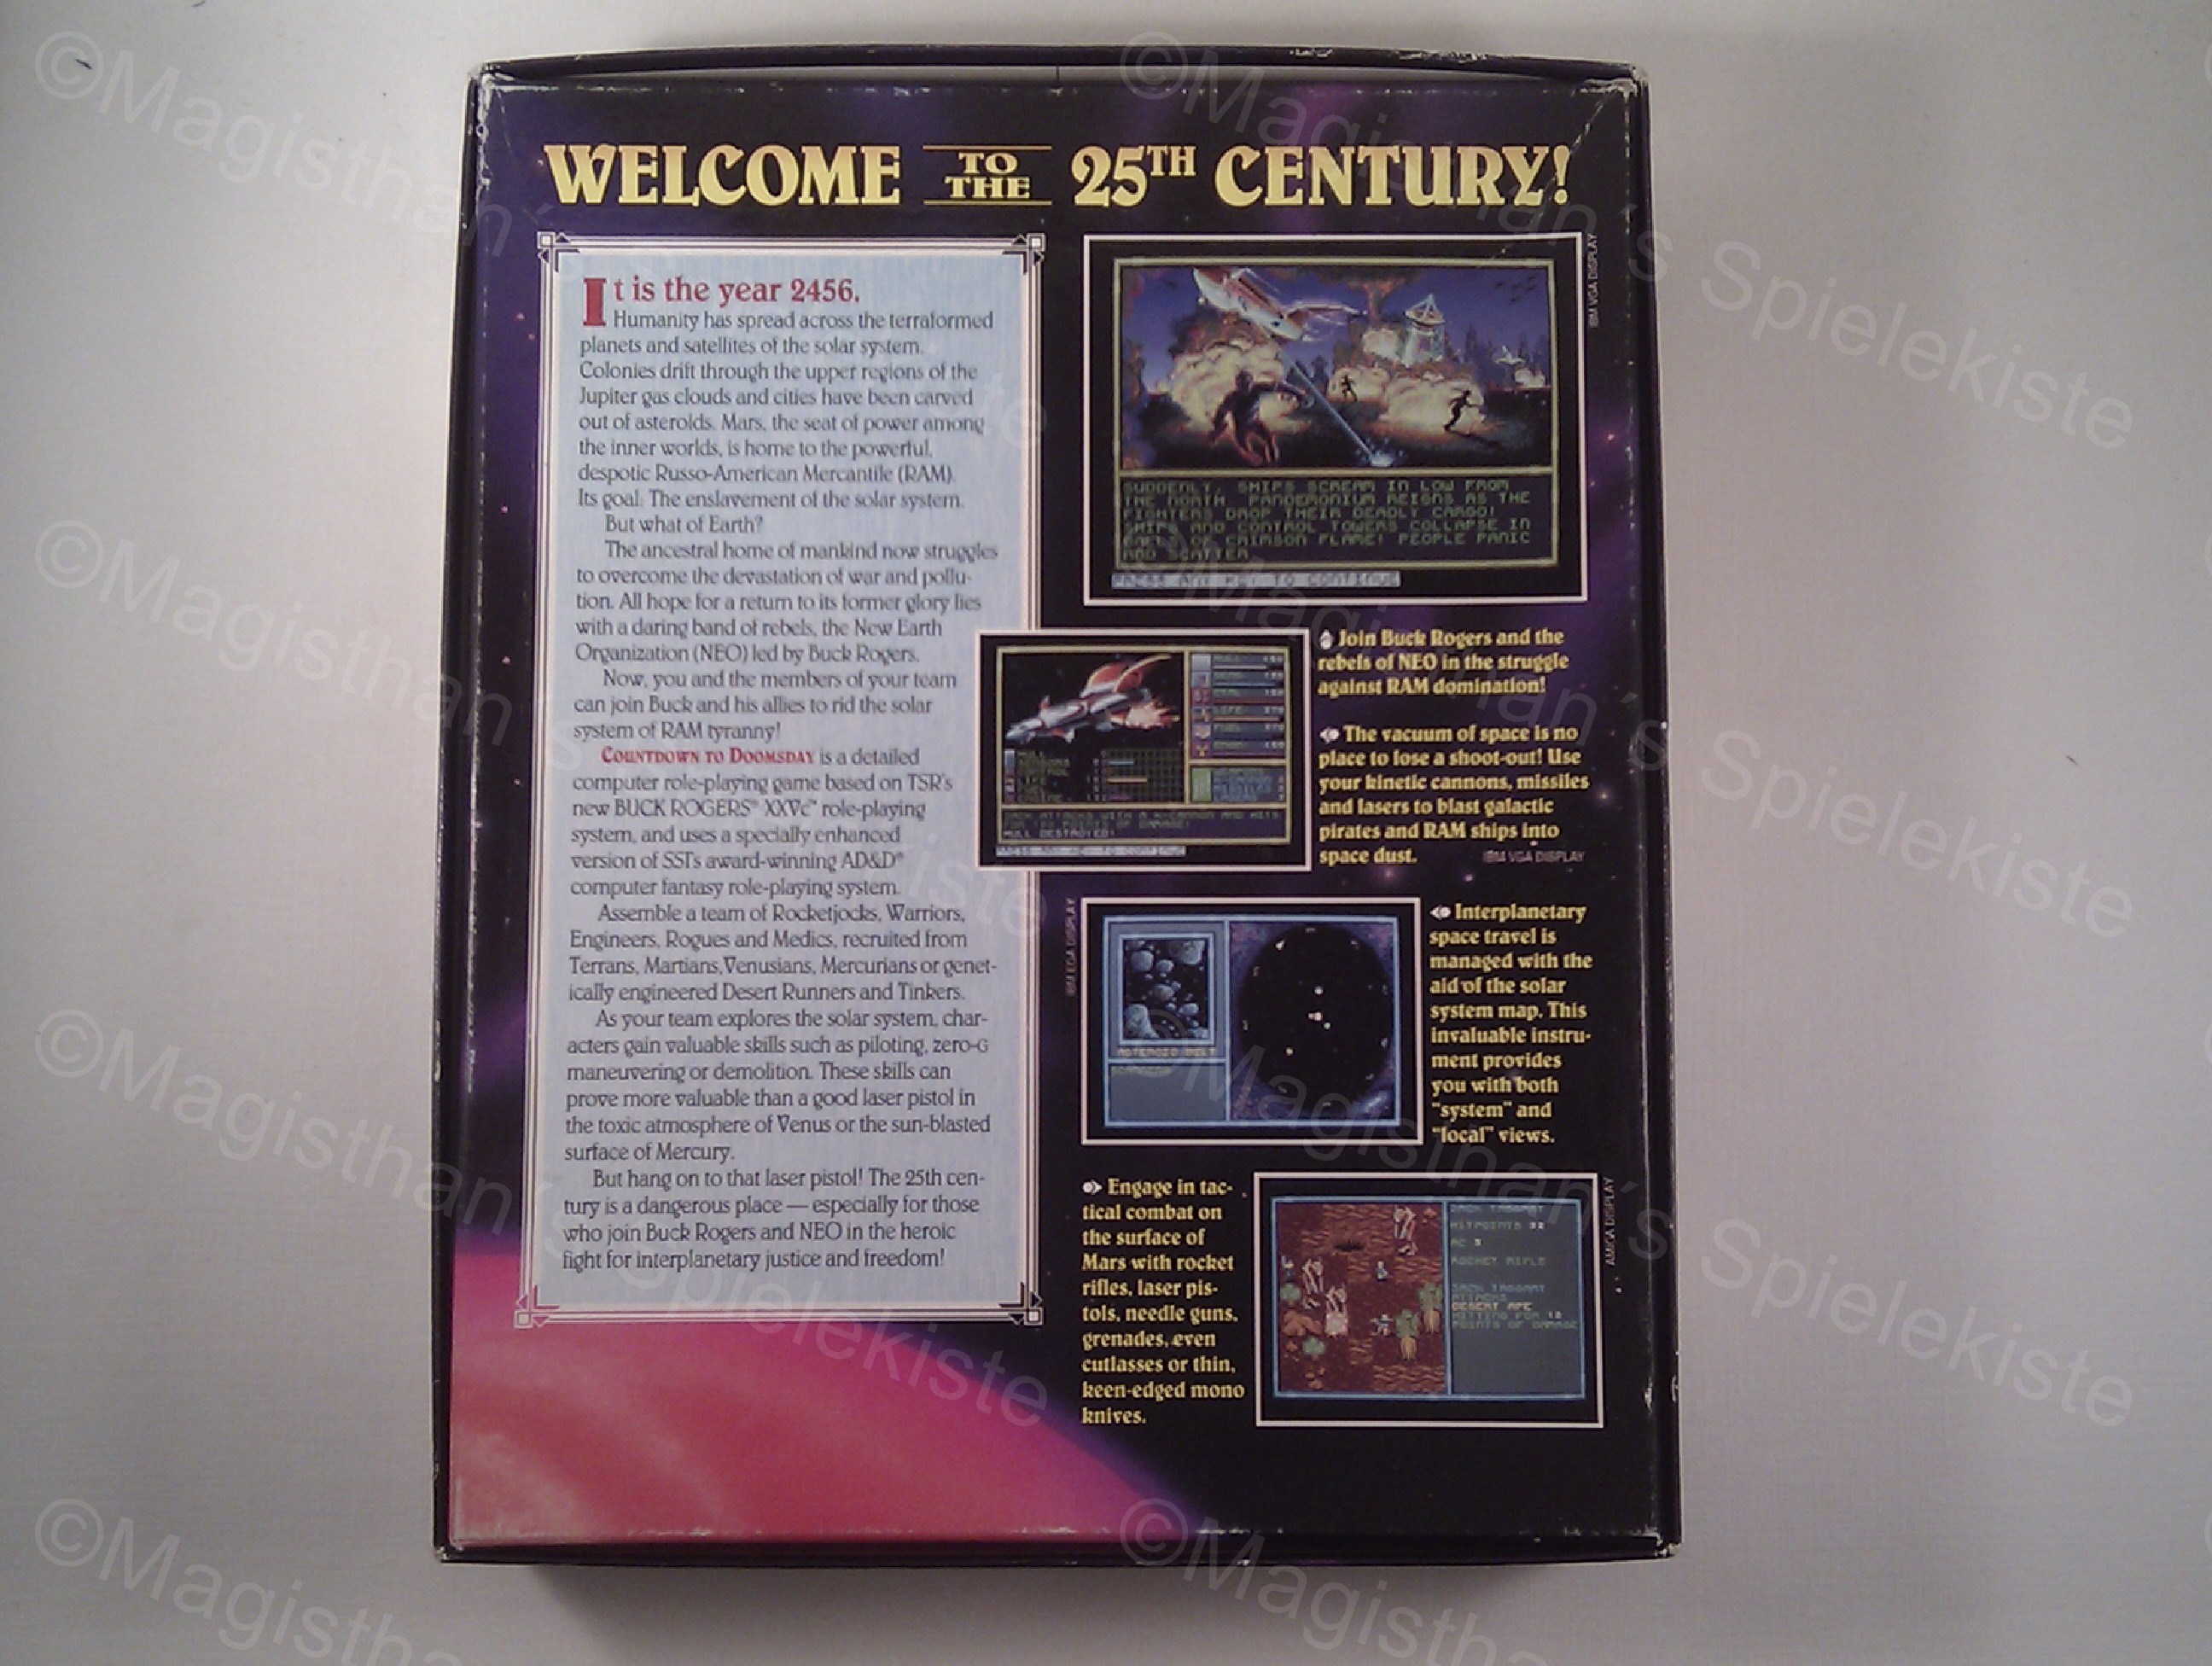 WELCOME TO THE 25TH CENTURY!
It is the year 2456.
Humanity has spread across the terraformed
planets and satellites of the solar system.
Colonies drift through the upper regions of the
Jupiter gas clouds and cities have been carved
out of asteroids. Mars, the seat of power among
the inner worlds, is home to the powerful,
despotic Russo-American Mercantile (RAM).
Its goal: The enslavement of the solar system.
But what of Earth?
The ancestral home of mankind now struggles
to overcome the devastation of war and pollu-
tion. All hope for a return to its former glory lies
with a daring band of rebels, the New Earth
Organization (NEO) led by Buck Rogers.
Now, you and the members of your team
can join Buck and his allies to rid the solar
system of RAM tyranny!
COUNTDOWN TO DOOMSDAY is a detailed
computer role-playing game based on TSR's
new BUCK ROGERS® XXVc™ role-playing
system, and uses a specially enhanced
version of SSI's award-winning AD&D®
computer fantasy role-playing system.
Assemble a team of Rocketjocks, Warriors,
Engineers, Rogues and Medics, recruited from
Terrans, Martians, Venusians, Mercurians or genet-
ically engineered Desert Runners and Tinkers.
As your team explores the solar system, char-
acters gain valuable skills such as piloting, zero-G
maneuvering or demolition. These skills can
prove more valuable than a good laser pistol in
the toxic atmosphere of Venus or the sun-blasted
surface of Mercury.
But hang on to that laser pistol! The 25th cen-
tury is a dangerous place — especially for those
who join Buck Rogers and NEO in the heroic
fight for interplanetary justice and freedom!
IBM VGA DISPLAY
SUDDENLY, SHIPS SCREAM IN LOW FROM
THE NORTH. PANDEMONIUM REIGNS AS THE
FIGHTERS DROP THEIR DEADLY CARGO!
SHIPS AND CONTROL TOWERS COLLAPSE IN
BALLS OF CRIMSON FLAME! PEOPLE PANIC
AND SCATTER
PRESS ANY KEY TO CONTINUE
Join Buck Rogers and the
rebels of NEO in the struggle
against RAM domination!
HULL DESTROYED!
PRESS ANY KEY TO CONTINUE
The vacuum of space is no
place to lose a shoot-out! Use
your kinetic cannons, missiles
and lasers to blast galactic
pirates and RAM ships into
space dust.
IBM VGA DISPLAY
IBM EGA DISPLAY
ASTEROID BELT
Interplanetary
space travel is
managed with the
aid of the solar
system map. This
invaluable instru-
ment provides
you with both
"system" and
"local" views.
Engage in tac-
tical combat on
the surface of
Mars with rocket
rifles, laser pis-
tols, needle guns,
grenades, even
cutlasses or thin,
keen-edged mono
knives.
ZACK TAGGART
HITPOINTS
AC
ROCKET RIFLE
ZACK TAGGART
ATTACKS
DESERT APE
HITTING FOR
POINTS OF DAMAGE
AMIGA DISPLAY
©Magisthan's Spielekiste